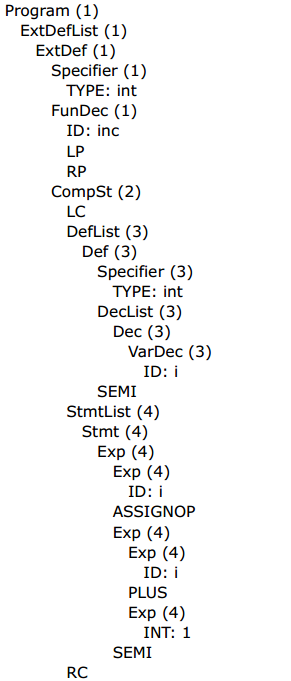 Program (1)
ExtDefList (1)
ExtDef (1)
Specifier (1)
TYPE: int
FunDec (1)
ID: inc
LP
RP
CompSt (2)
LC
DefList (3)
Def (3)
Specifier (3)
TYPE: int
DecList (3)
Dec (3)
VarDec (3)
ID: i
SEMI
StmtList (4)
Stmt (4)
Exp (4)
Exp (4)
ID: i
ASSIGNOP
Exp (4)
Exp (4)
ID: i
PLUS
Exp (4)
INT: 1
SEMI
RC